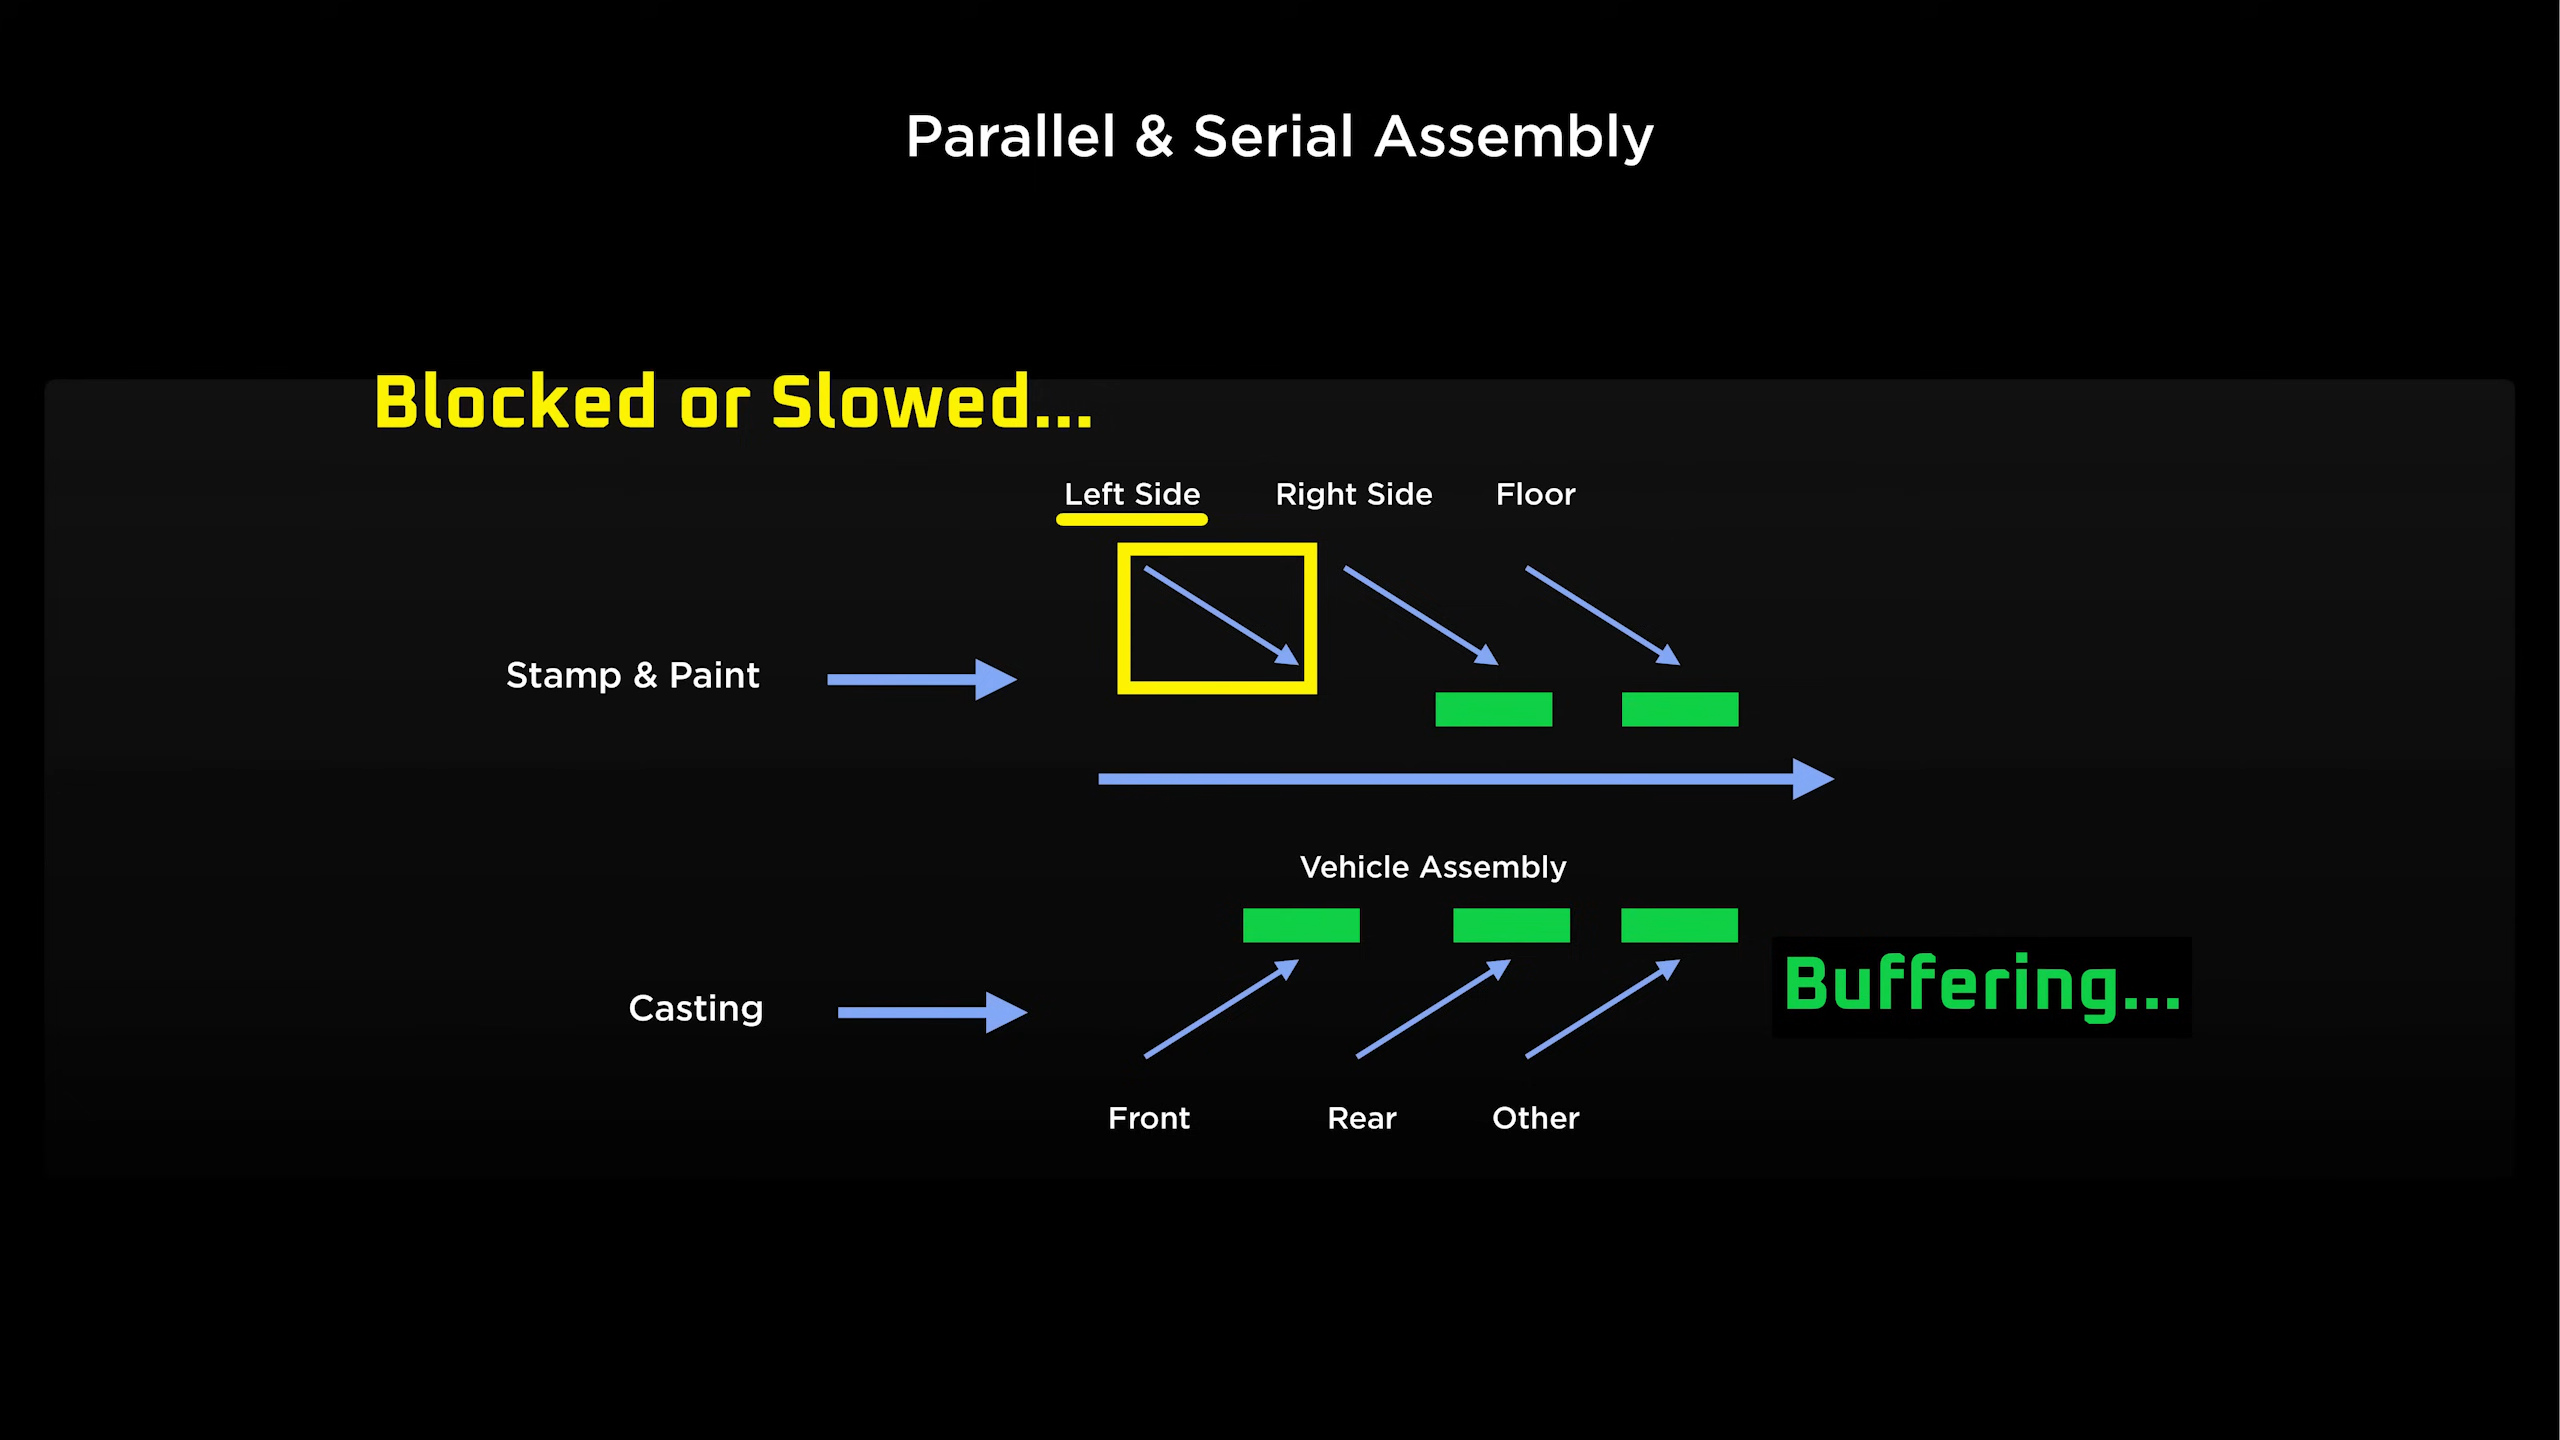 Parallel & Serial Assembly
Blocked or Slowed...
Left Side
Right Side
Floor
Stamp & Paint
Vehicle Assembly
Casting
Buffering...
Front
Rear
Other